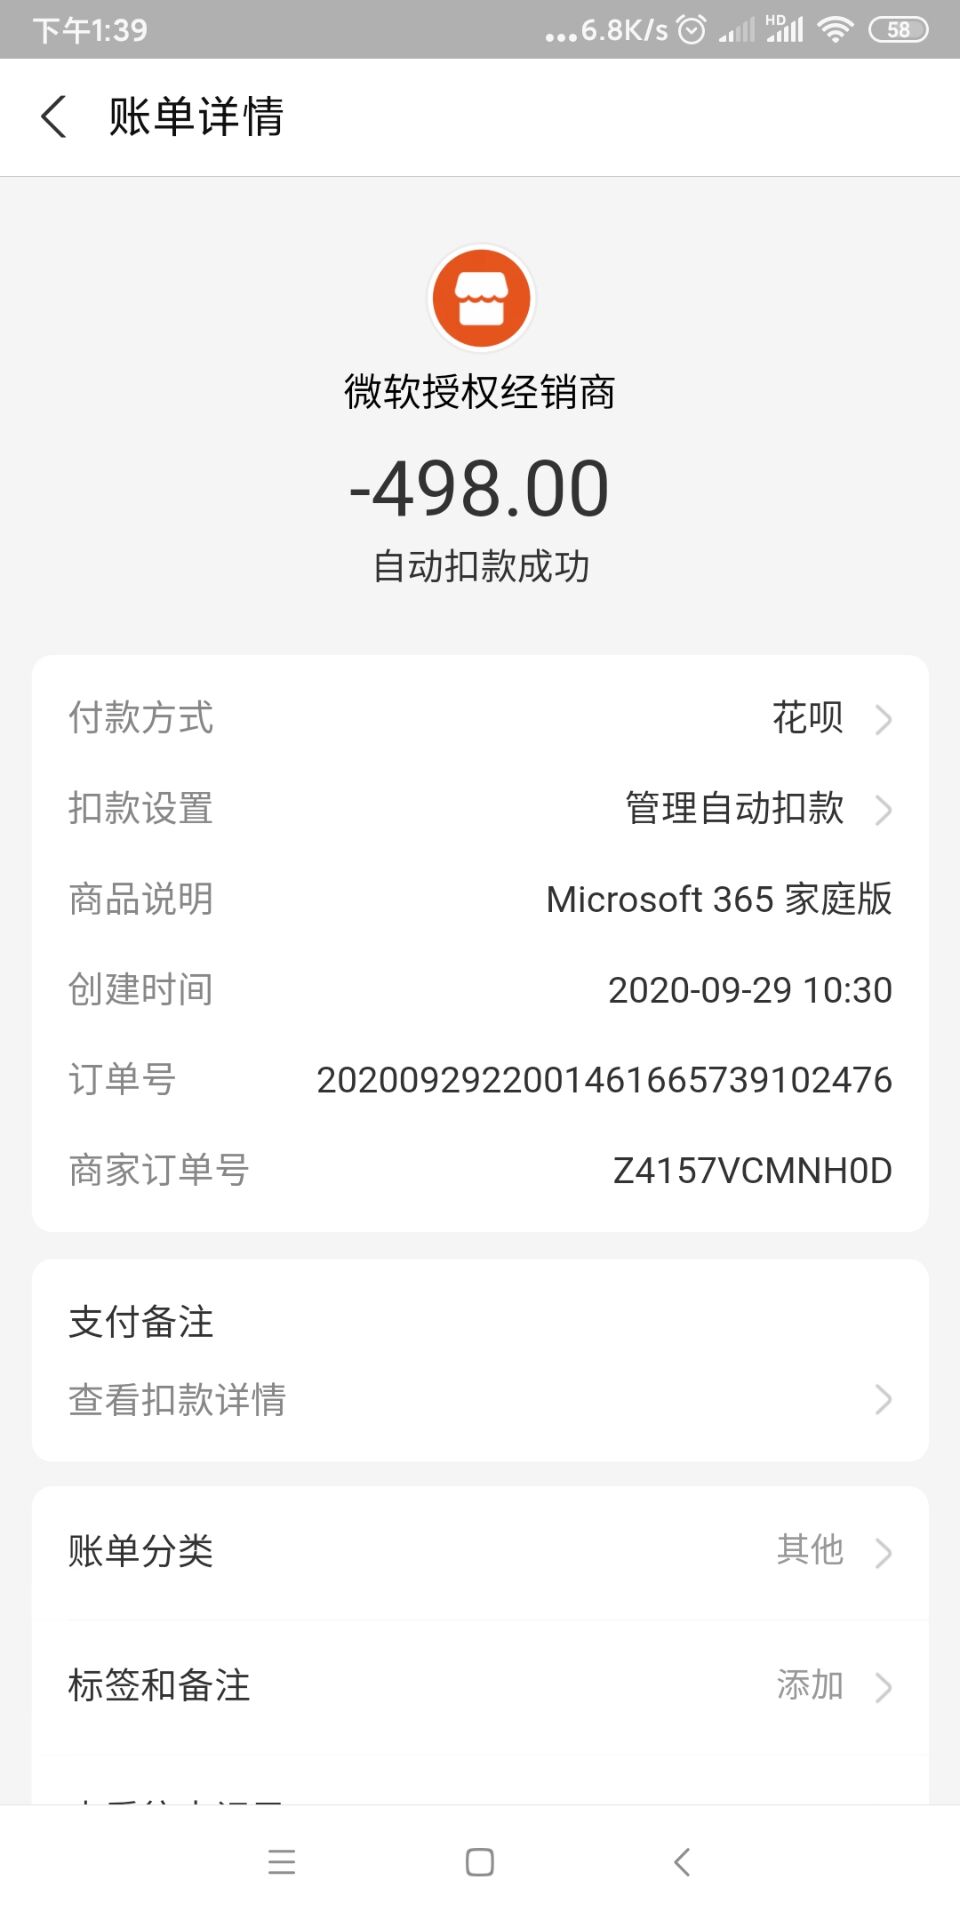 下午1:39
...6.8K/s HD 58
账单详情
微软授权经销商
-498.00
自动扣款成功
付款方式 花呗
扣款设置 管理自动扣款
商品说明 Microsoft 365 家庭版
创建时间 2020-09-29 10:30
订单号 2020092922001461665739102476
商家订单号 Z4157VCMNH0D
支付备注
查看扣款详情
账单分类 其他
标签和备注 添加